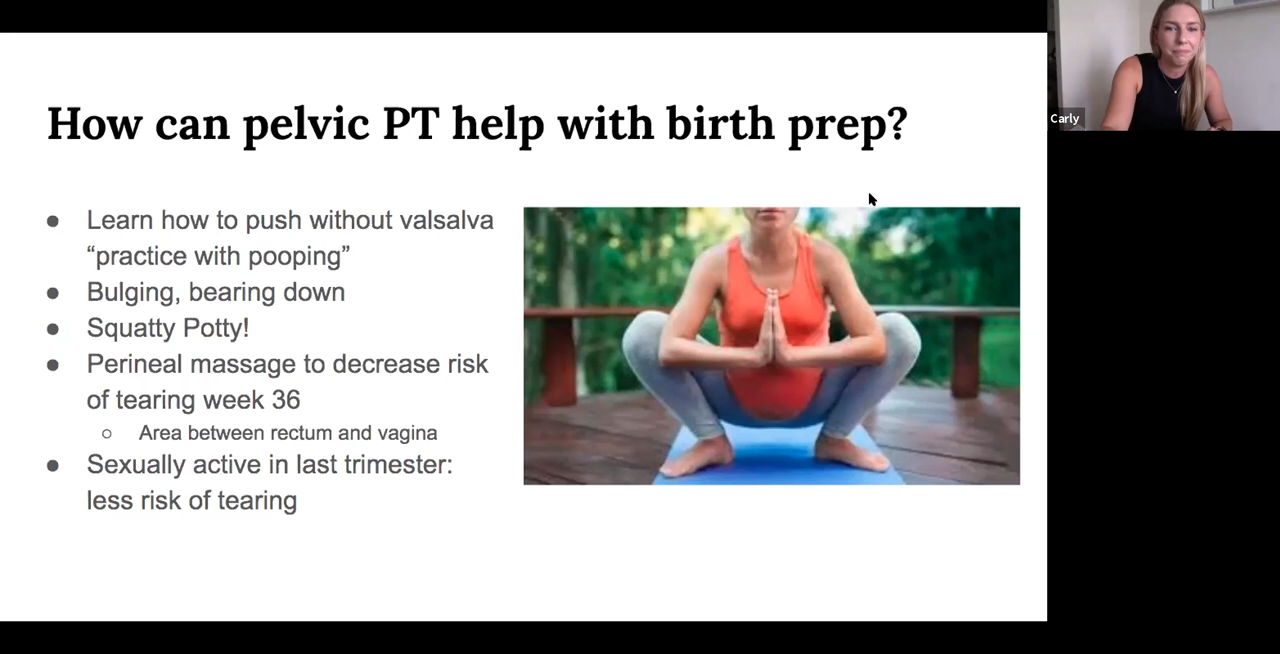 How can pelvic PT help with birth prep?
● Learn how to push without valsalva
“practice with pooping”
● Bulging, bearing down
● Squatty Potty!
● Perineal massage to decrease risk
of tearing week 36
○ Area between rectum and vagina
● Sexually active in last trimester:
less risk of tearing
Carly